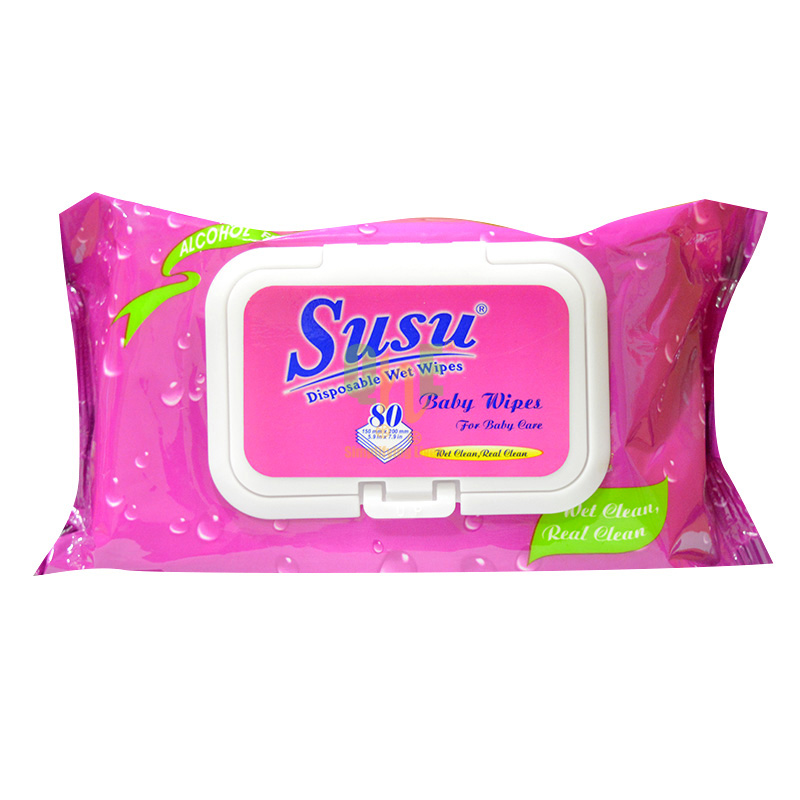 ALCOHOL
Susu®
Disposable Wet Wipes
80
150 mm x 200 mm
5.9 in x 7.9 in
Baby Wipes
For Baby Care
Wet Clean,Real Clean
Wet Clean,
Real Clean